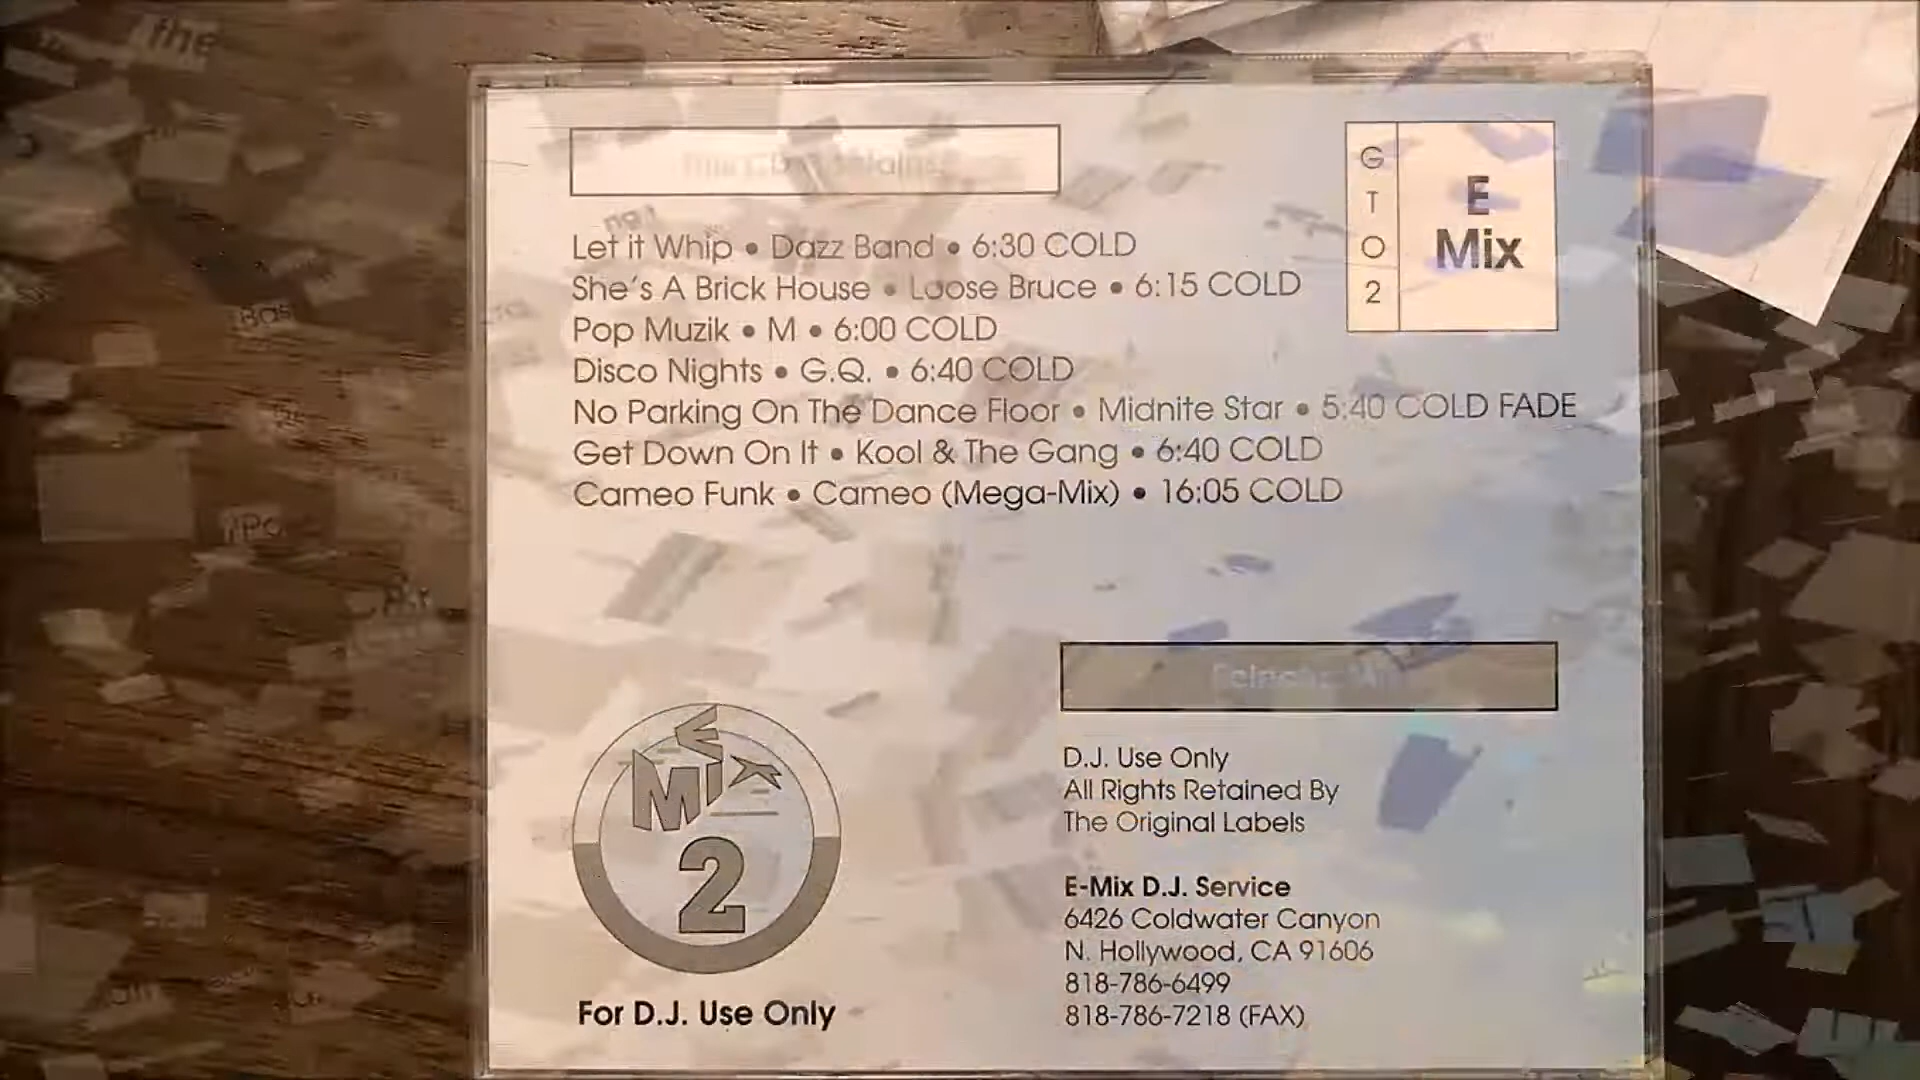 the
G
T
O
2
E
Mix
Let it Whip • Dazz Band • 6:30 COLD
She's A Brick House • Loose Bruce • 6:15 COLD
Pop Muzik • M • 6:00 COLD
Disco Nights • G.Q. • 6:40 COLD
No Parking On The Dance Floor • Midnite Star • 5:40 COLD FADE
Get Down On It • Kool & The Gang • 6:40 COLD
Cameo Funk • Cameo (Mega-Mix) • 16:05 COLD
E MiX
2
For D.J. Use Only
D.J. Use Only
All Rights Retained By
The Original Labels
E-Mix D.J. Service
6426 Coldwater Canyon
N. Hollywood, CA 91606
818-786-6499
818-786-7218 (FAX)